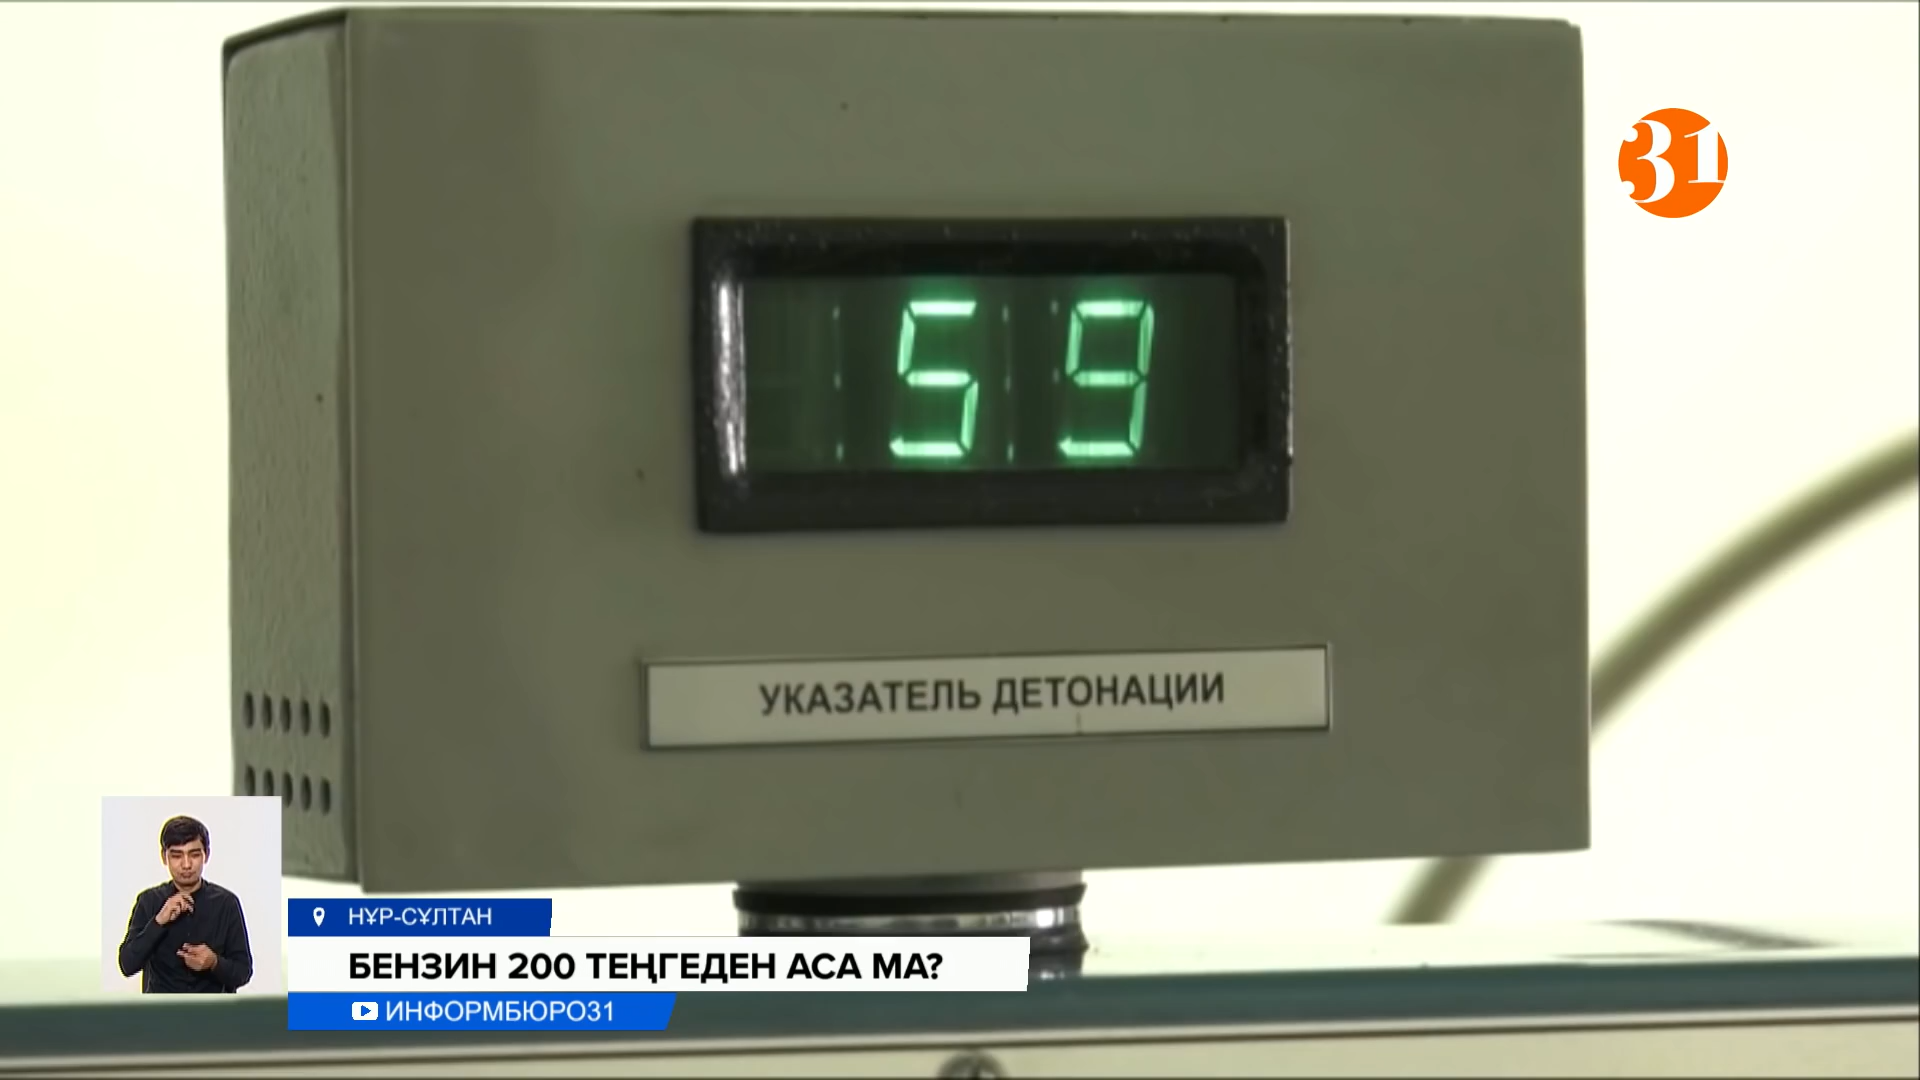 31
59
УКАЗАТЕЛЬ ДЕТОНАЦИИ
НҰР-СҰЛТАН
БЕНЗИН 200 ТЕҢГЕДЕН АСА МА?
ИНФОРМБЮРО31